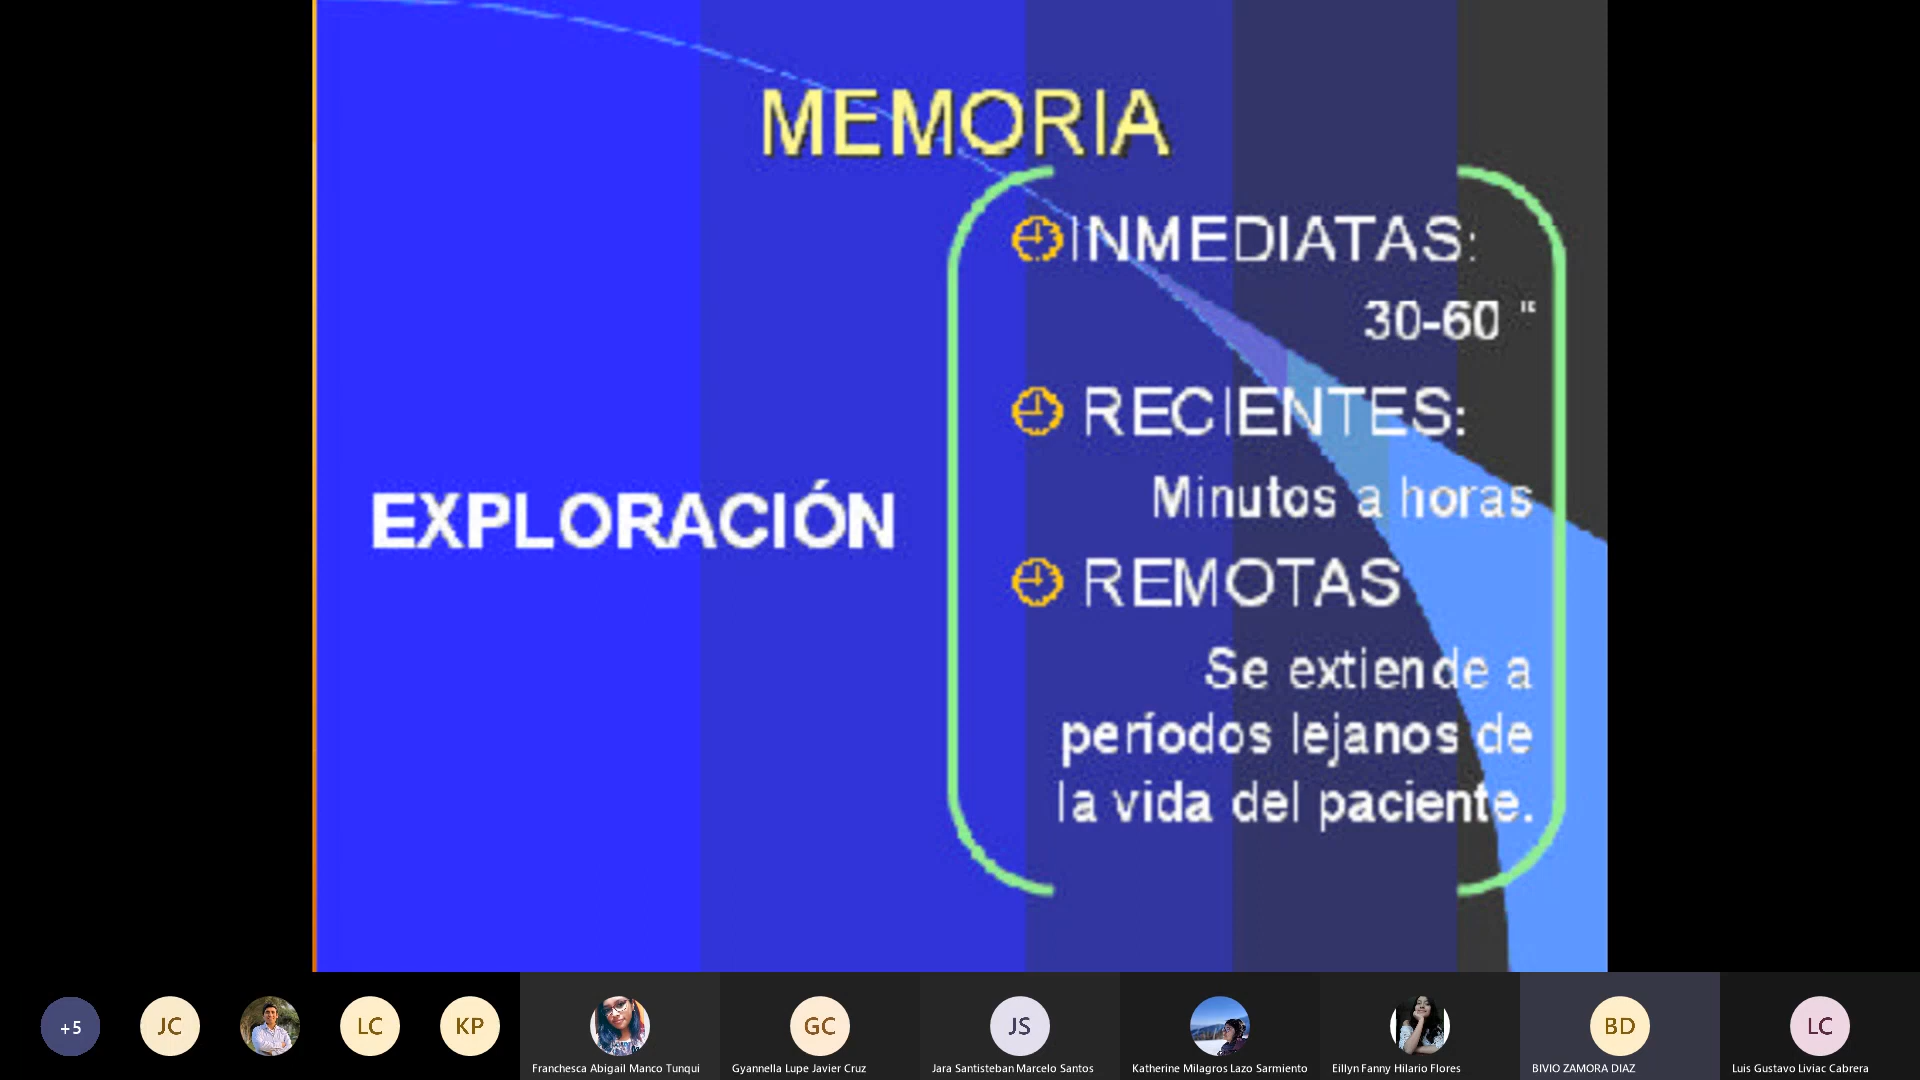 MEMORIA
INMEDIATAS:
30-60 "
RECIENTES:
Minutos a horas
EXPLORACIÓN
REMOTAS
Se extiende a
períodos lejanos de
la vida del paciente.
+5
JC
LC
KP
GC
JS
BD
LC
Franchesca Abigail Manco Tunqui
Gyannella Lupe Javier Cruz
Jara Santisteban Marcelo Santos
Katherine Milagros Lazo Sarmiento
Eillyn Fanny Hilario Flores
BIVIO ZAMORA DIAZ
Luis Gustavo Liviac Cabrera